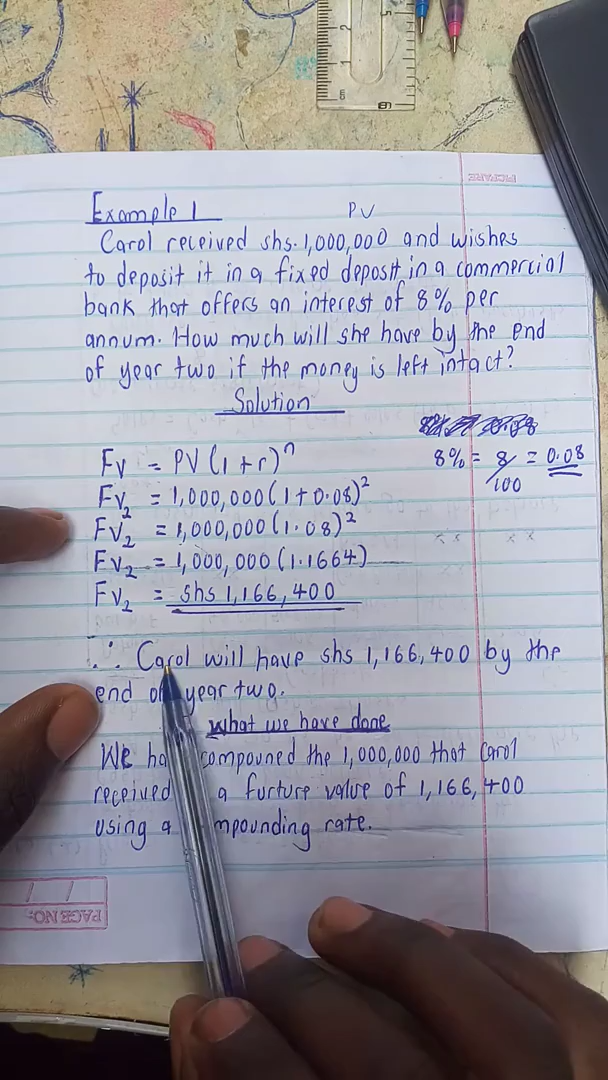 Example 1 PV
Carol received shs. 1,000,000 and wishes
to deposit it in a fixed deposit in a commercial
bank that offers an interest of 8% per
annum. How much will she have by the end
of year two if the money is left intact?
Solution
8% = 8/100 = 0.08
FV = PV(1+r)ⁿ
FV₂ = 1,000,000(1+0.08)²
FV₂ = 1,000,000(1.08)²
FV₂ = 1,000,000(1.1664)
FV₂ = shs 1,166,400
∴ Carol will have shs 1,166,400 by the
end of year two.
What we have done
We ha compouned the 1,000,000 that Carol
received a furture value of 1,166,400
using a mpounding rate.
PAGE NO: